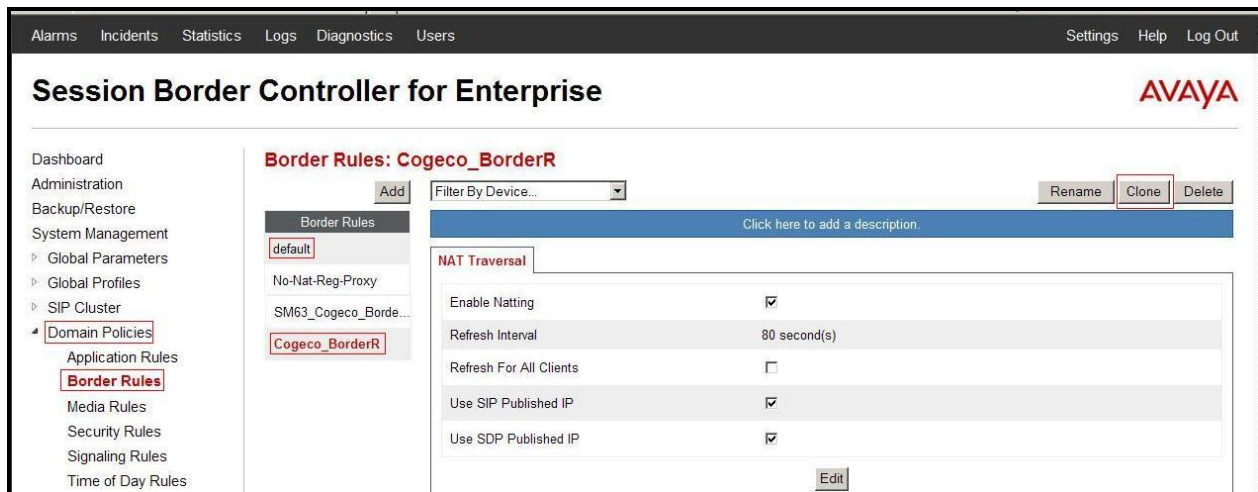 Alarms Incidents Statistics Logs Diagnostics Users Settings Help Log Out
Session Border Controller for Enterprise
AVAYA
Dashboard
Administration
Backup/Restore
System Management
Global Parameters
Global Profiles
SIP Cluster
Domain Policies
Application Rules
Border Rules
Media Rules
Security Rules
Signaling Rules
Time of Day Rules
Border Rules: Cogeco_BorderR
Add
Filter By Device...
Rename Clone Delete
Border Rules
default
No-Nat-Reg-Proxy
SM63_Cogeco_Borde...
Cogeco_BorderR
Click here to add a description.
NAT Traversal
Enable Natting
Refresh Interval 80 second(s)
Refresh For All Clients
Use SIP Published IP
Use SDP Published IP
Edit